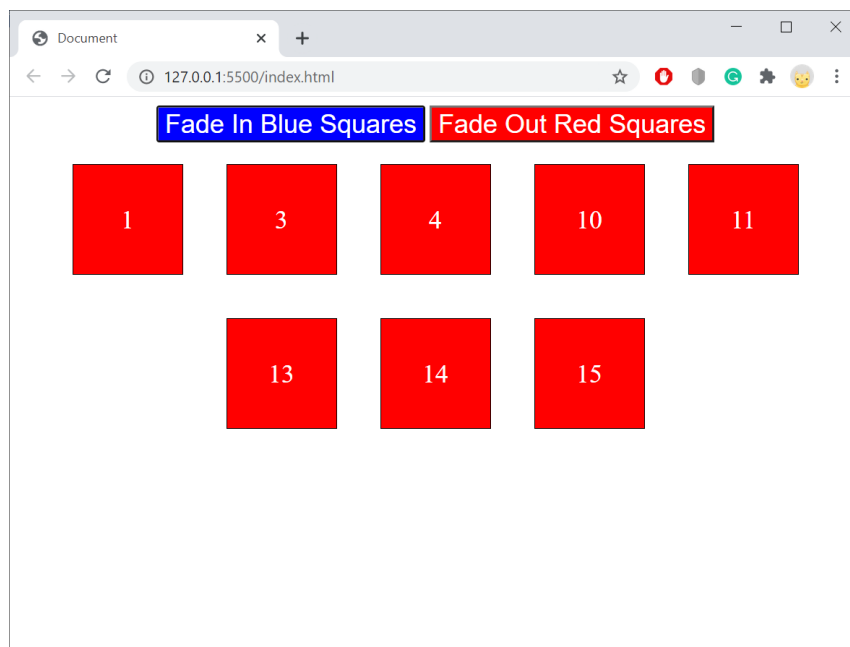 Document
127.0.0.1:5500/index.html
Fade In Blue Squares Fade Out Red Squares
1 3 4 10 11
13 14 15